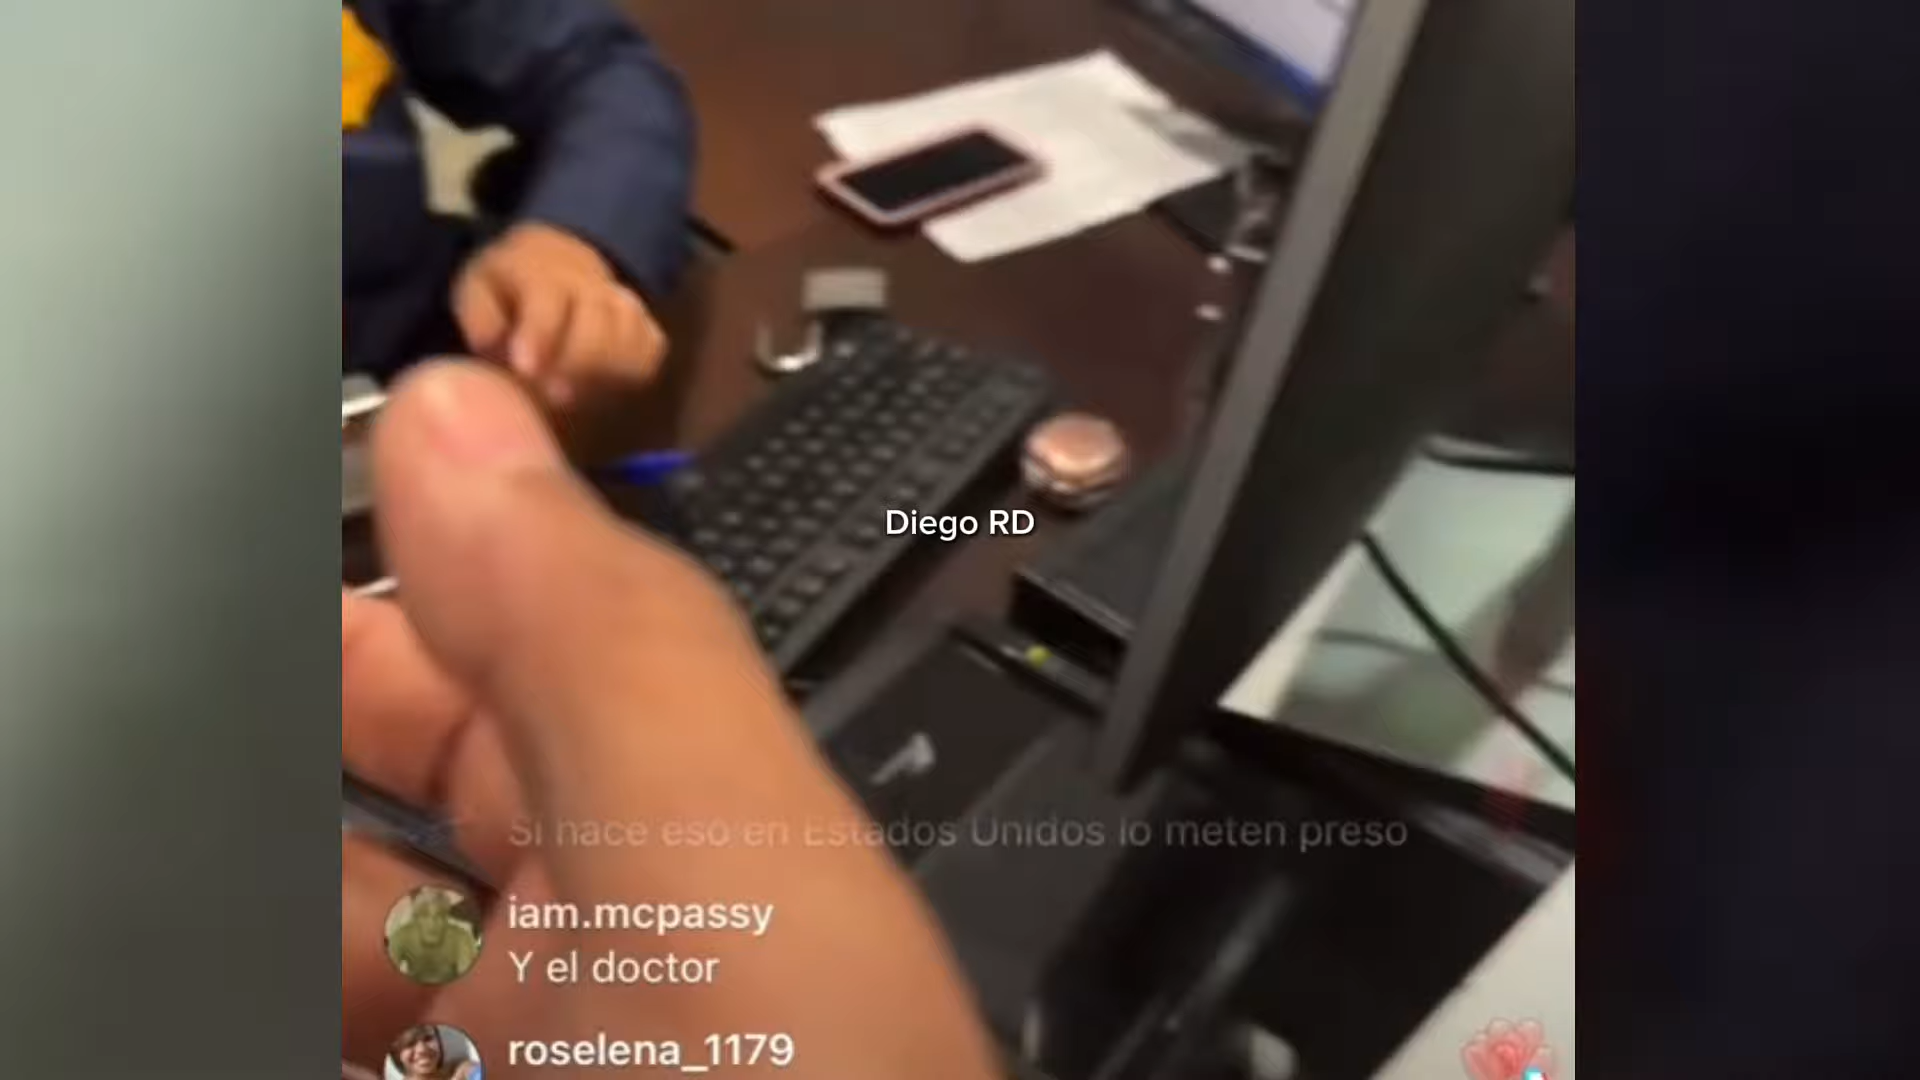 Diego RD
Si hace eso en Estados Unidos lo meten preso
iam.mcpassy
Y el doctor
roselena_1179